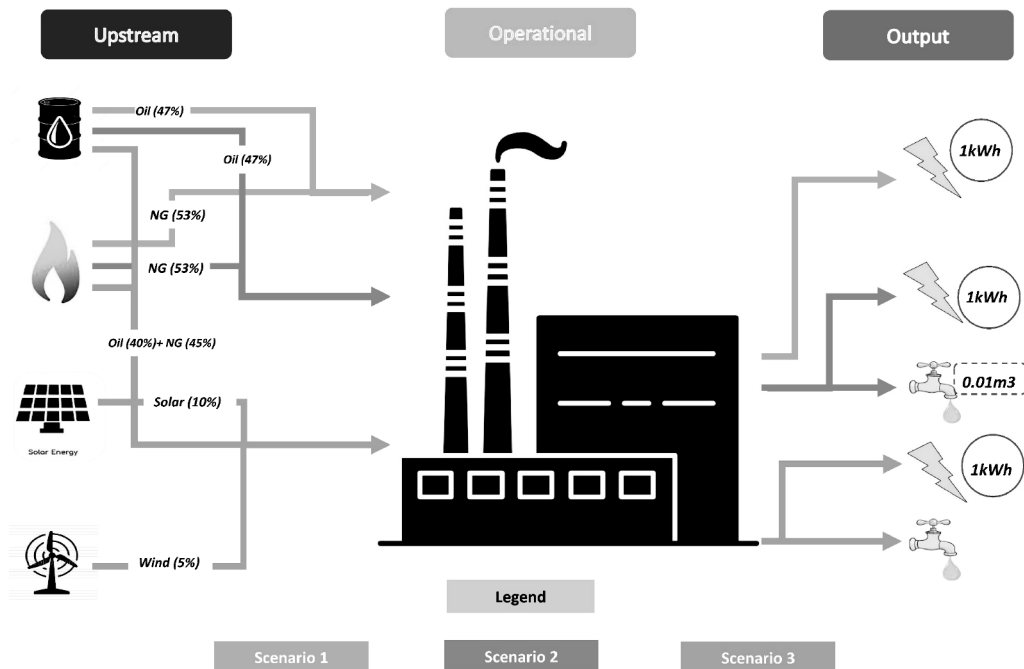 Upstream
Operational
Output
Oil (47%)
Oil (47%)
NG (53%)
NG (53%)
Oil (40%)+ NG (45%)
Solar (10%)
Solar Energy
Wind (5%)
1kWh
1kWh
0.01m3
1kWh
Legend
Scenario 1
Scenario 2
Scenario 3